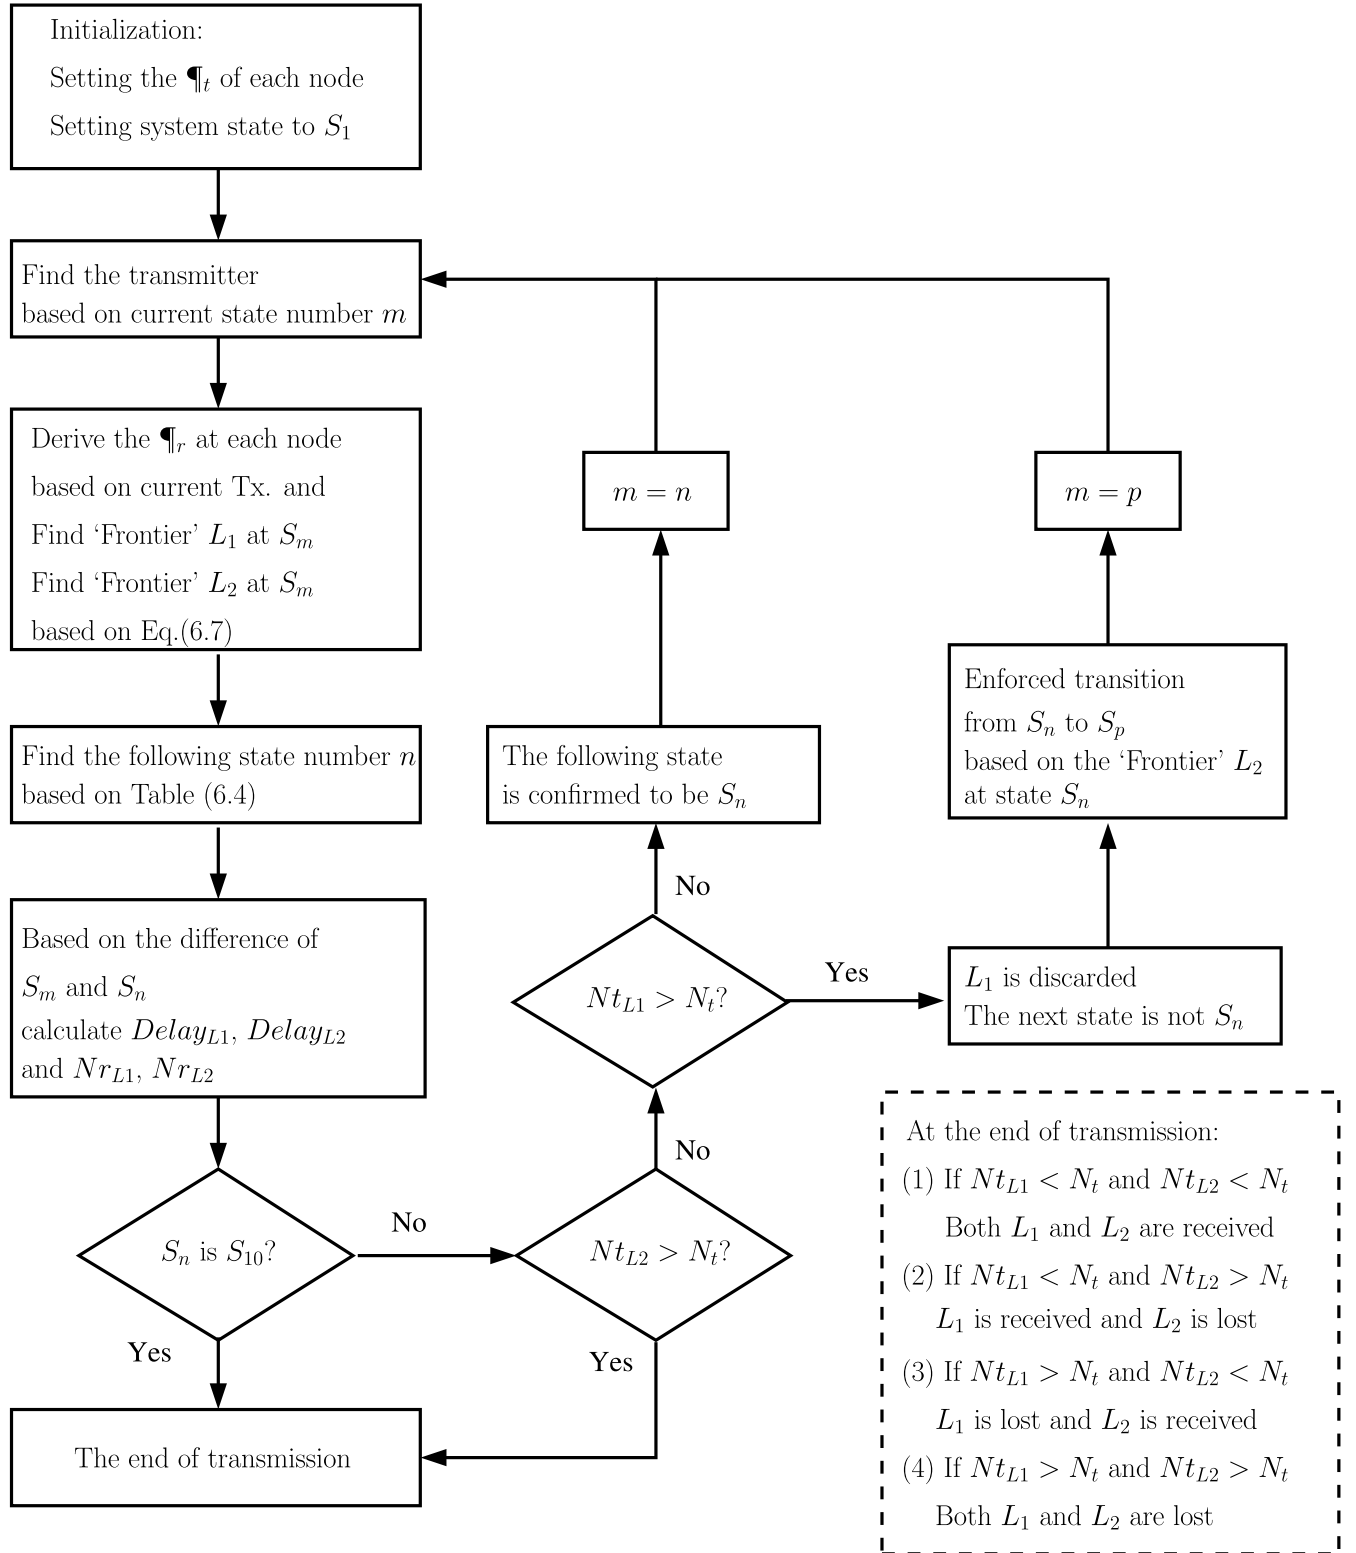 Initialization:
Setting the ¶t of each node
Setting system state to S1
Find the transmitter
based on current state number m
Derive the ¶r at each node
based on current Tx. and
Find ‘Frontier’ L1 at Sm
Find ‘Frontier’ L2 at Sm
based on Eq.(6.7)
Find the following state number n
based on Table (6.4)
Based on the difference of
Sm and Sn
calculate DelayL1, DelayL2
and NrL1, NrL2
Sn is S10?
Yes
No
The end of transmission
NtL2 > Nt?
Yes
No
NtL1 > Nt?
No
Yes
The following state
is confirmed to be Sn
m = n
L1 is discarded
The next state is not Sn
Enforced transition
from Sn to Sp
based on the ‘Frontier’ L2
at state Sn
m = p
At the end of transmission:
(1) If NtL1 < Nt and NtL2 < Nt
Both L1 and L2 are received
(2) If NtL1 < Nt and NtL2 > Nt
L1 is received and L2 is lost
(3) If NtL1 > Nt and NtL2 < Nt
L1 is lost and L2 is received
(4) If NtL1 > Nt and NtL2 > Nt
Both L1 and L2 are lost